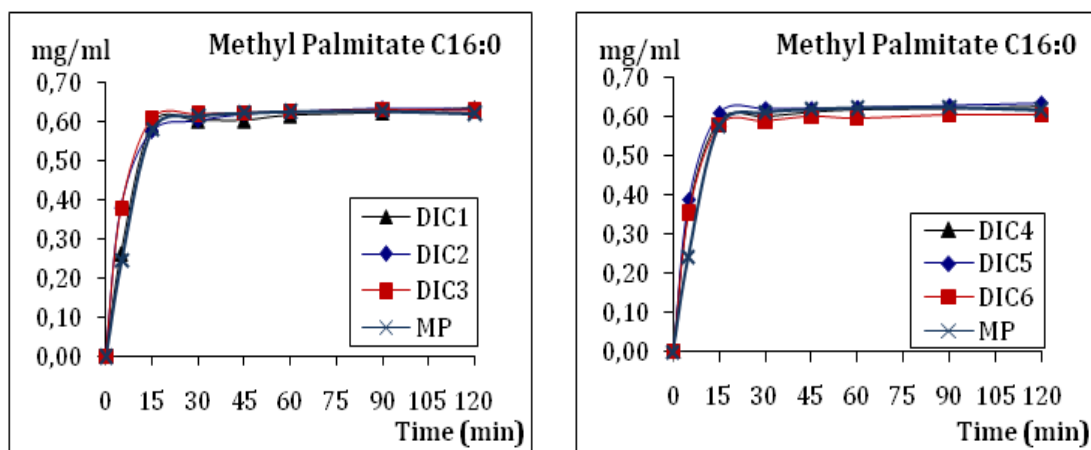 mg/ml
Methyl Palmitate C16:0
0,70
0,60
0,50
0,40
0,30
0,20
0,10
0,00
DIC1
DIC2
DIC3
MP
0 15 30 45 60 75 90 105 120
Time (min)
mg/ml
Methyl Palmitate C16:0
0,70
0,60
0,50
0,40
0,30
0,20
0,10
0,00
DIC4
DIC5
DIC6
MP
0 15 30 45 60 75 90 105 120
Time (min)